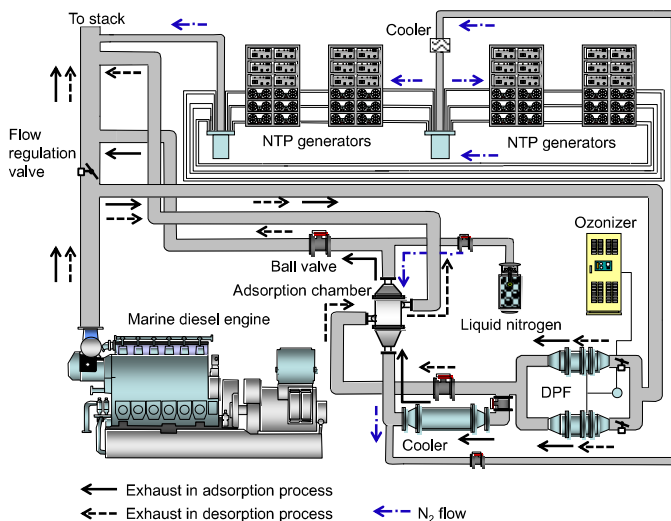 To stack
Cooler
NTP generators
NTP generators
Flow
regulation
valve
Ozonizer
Ball valve
Adsorption chamber
Liquid nitrogen
Marine diesel engine
DPF
Cooler
Exhaust in adsorption process
Exhaust in desorption process
N₂ flow